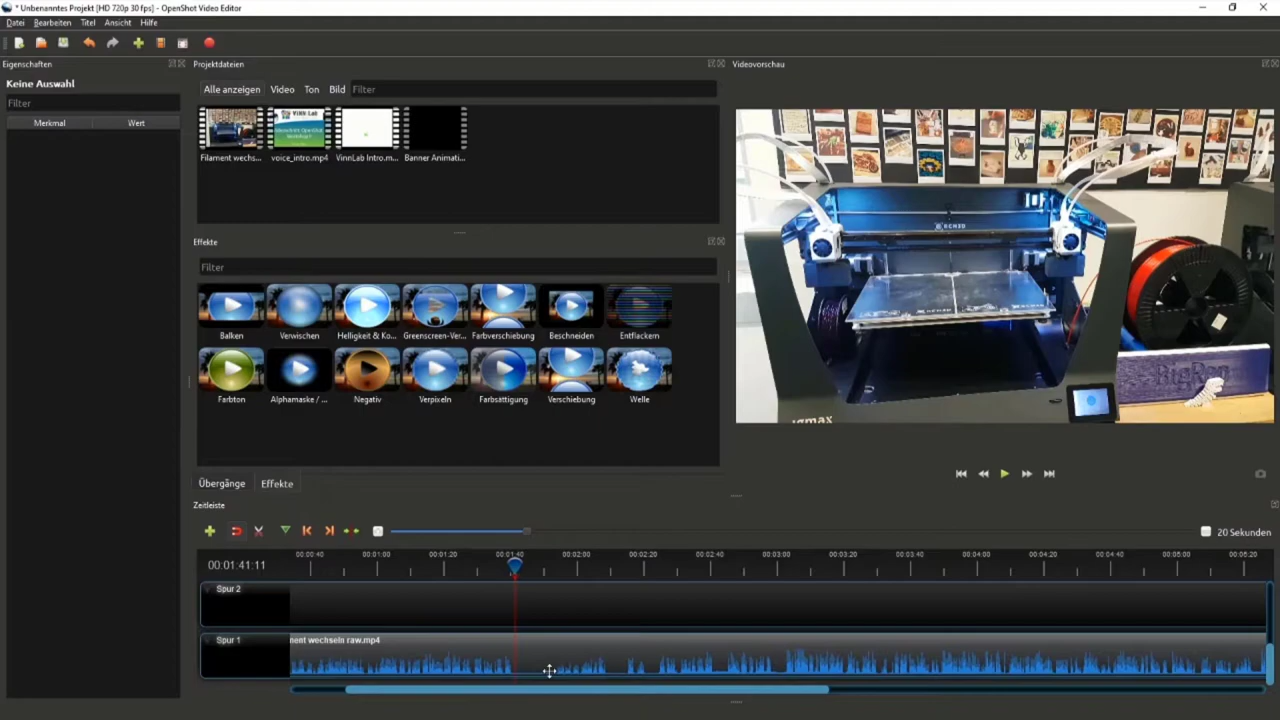 * Unbenanntes Projekt [HD 720p 30 fps] - OpenShot Video Editor
Datei Bearbeiten Titel Ansicht Hilfe
Eigenschaften
Keine Auswahl
Filter
Merkmal Wert
Projektdateien
Alle anzeigen Video Ton Bild Filter
ViNN Lab
Filament wechs... voice_intro.mp4 VinnLab Intro.m... Banner Animati...
Effekte
Filter
Balken Verwischen Helligkeit & Ko... Greenscreen-Ver... Farbverschiebung Beschneiden Entflackern
Farbton Alphamaske / ... Negativ Verpixeln Farbsättigung Verschiebung Welle
Übergänge Effekte
Videovorschau
BigRep
Zeitleiste
20 Sekunden
00:01:41:11
00:00:40 00:01:00 00:01:20 00:01:40 00:02:00 00:02:20 00:02:40 00:03:00 00:03:20 00:03:40 00:04:00 00:04:20 00:04:40 00:05:00 00:05:20
Spur 2
Spur 1
nent wechseln raw.mp4